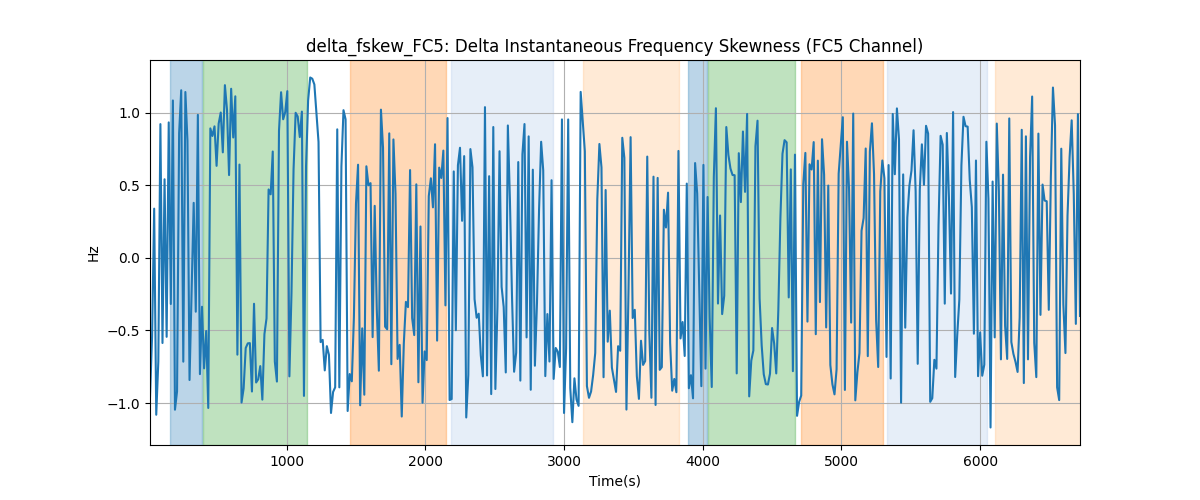 delta_fskew_FC5: Delta Instantaneous Frequency Skewness (FC5 Channel)
1.0
0.5
0.0
−0.5
−1.0
Hz
1000 2000 3000 4000 5000 6000
Time(s)